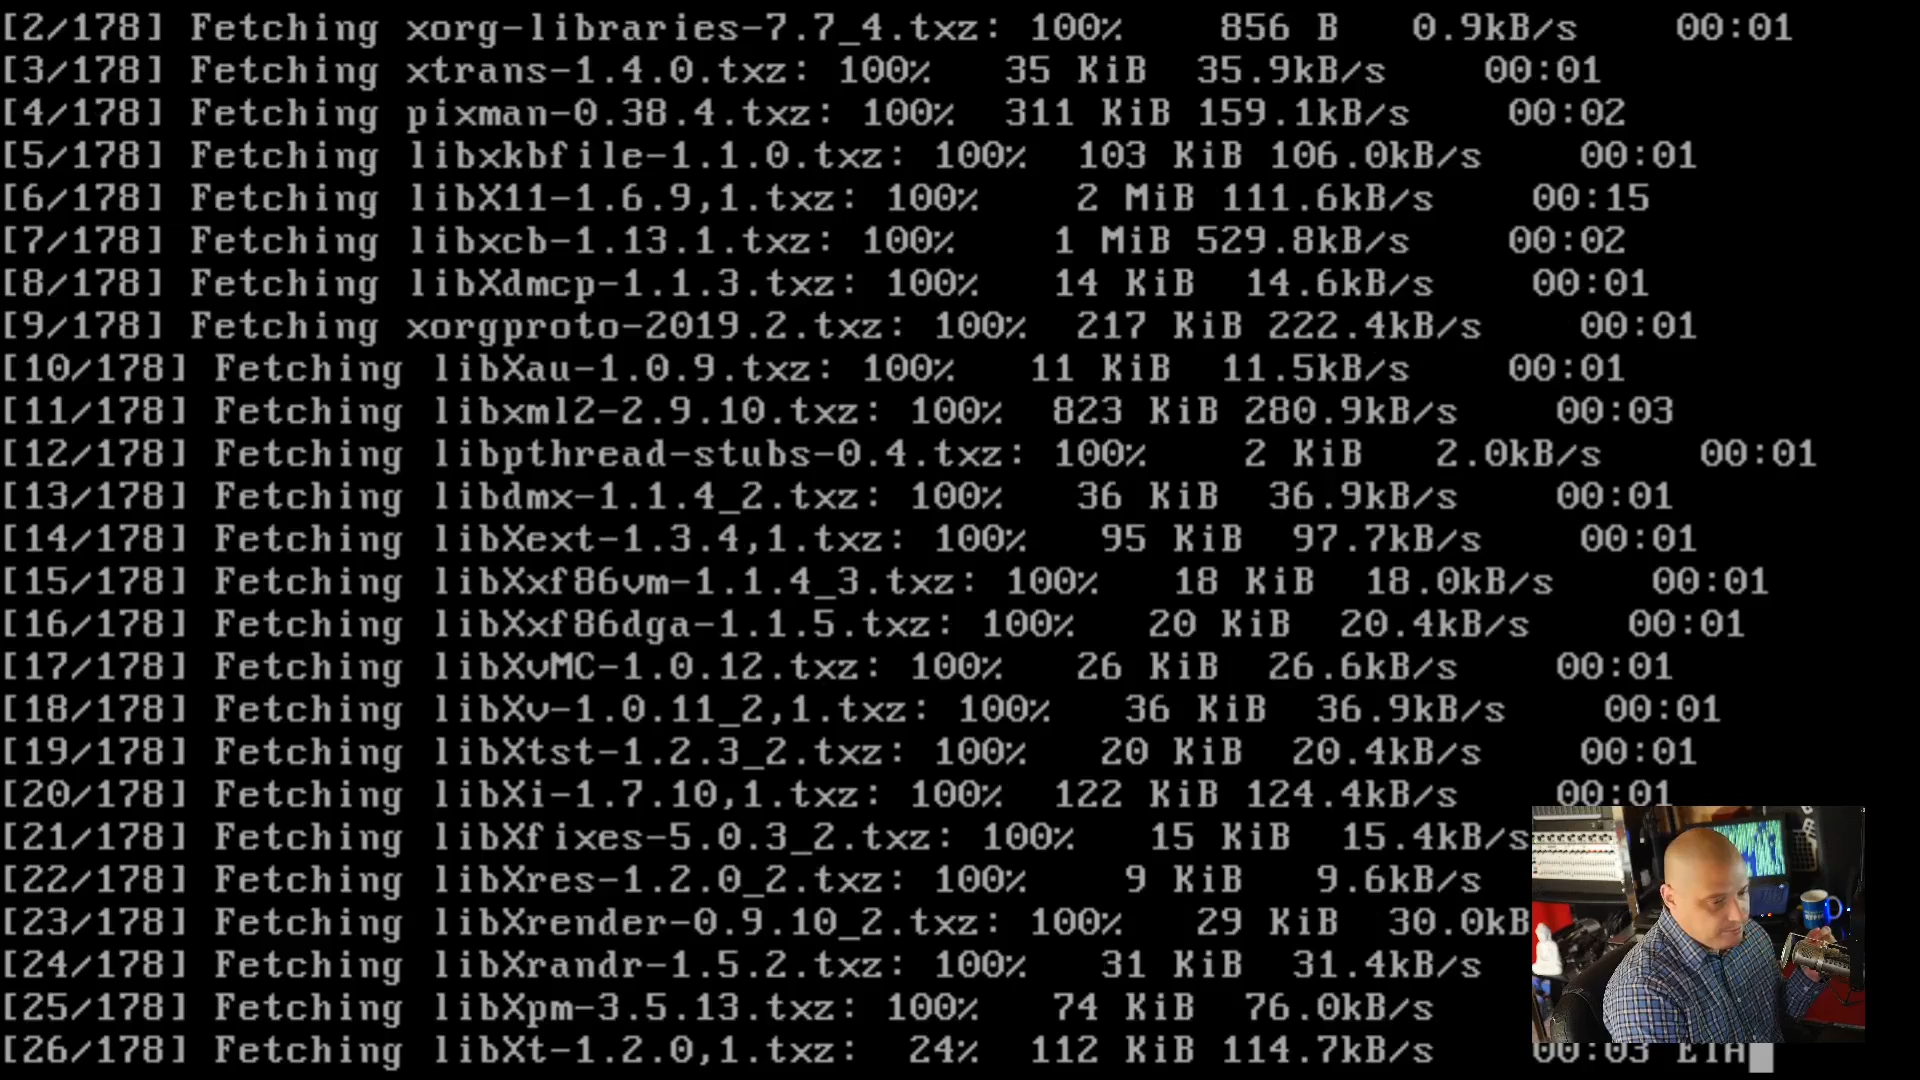 [2/178] Fetching xorg-libraries-7.7_4.txz: 100% 856 B 0.9kB/s 00:01
[3/178] Fetching xtrans-1.4.0.txz: 100% 35 KiB 35.9kB/s 00:01
[4/178] Fetching pixman-0.38.4.txz: 100% 311 KiB 159.1kB/s 00:02
[5/178] Fetching libxkbfile-1.1.0.txz: 100% 103 KiB 106.0kB/s 00:01
[6/178] Fetching libX11-1.6.9,1.txz: 100% 2 MiB 111.6kB/s 00:15
[7/178] Fetching libxcb-1.13.1.txz: 100% 1 MiB 529.8kB/s 00:02
[8/178] Fetching libXdmcp-1.1.3.txz: 100% 14 KiB 14.6kB/s 00:01
[9/178] Fetching xorgproto-2019.2.txz: 100% 217 KiB 222.4kB/s 00:01
[10/178] Fetching libXau-1.0.9.txz: 100% 11 KiB 11.5kB/s 00:01
[11/178] Fetching libxml2-2.9.10.txz: 100% 823 KiB 280.9kB/s 00:03
[12/178] Fetching libpthread-stubs-0.4.txz: 100% 2 KiB 2.0kB/s 00:01
[13/178] Fetching libdmx-1.1.4_2.txz: 100% 36 KiB 36.9kB/s 00:01
[14/178] Fetching libXext-1.3.4,1.txz: 100% 95 KiB 97.7kB/s 00:01
[15/178] Fetching libXxf86vm-1.1.4_3.txz: 100% 18 KiB 18.0kB/s 00:01
[16/178] Fetching libXxf86dga-1.1.5.txz: 100% 20 KiB 20.4kB/s 00:01
[17/178] Fetching libXvMC-1.0.12.txz: 100% 26 KiB 26.6kB/s 00:01
[18/178] Fetching libXv-1.0.11_2,1.txz: 100% 36 KiB 36.9kB/s 00:01
[19/178] Fetching libXtst-1.2.3_2.txz: 100% 20 KiB 20.4kB/s 00:01
[20/178] Fetching libXi-1.7.10,1.txz: 100% 122 KiB 124.4kB/s 00:01
[21/178] Fetching libXfixes-5.0.3_2.txz: 100% 15 KiB 15.4kB/s
[22/178] Fetching libXres-1.2.0_2.txz: 100% 9 KiB 9.6kB/s
[23/178] Fetching libXrender-0.9.10_2.txz: 100% 29 KiB 30.0kB
[24/178] Fetching libXrandr-1.5.2.txz: 100% 31 KiB 31.4kB/s
[25/178] Fetching libXpm-3.5.13.txz: 100% 74 KiB 76.0kB/s
[26/178] Fetching libXt-1.2.0,1.txz: 24% 112 KiB 114.7kB/s 00:03 ETA